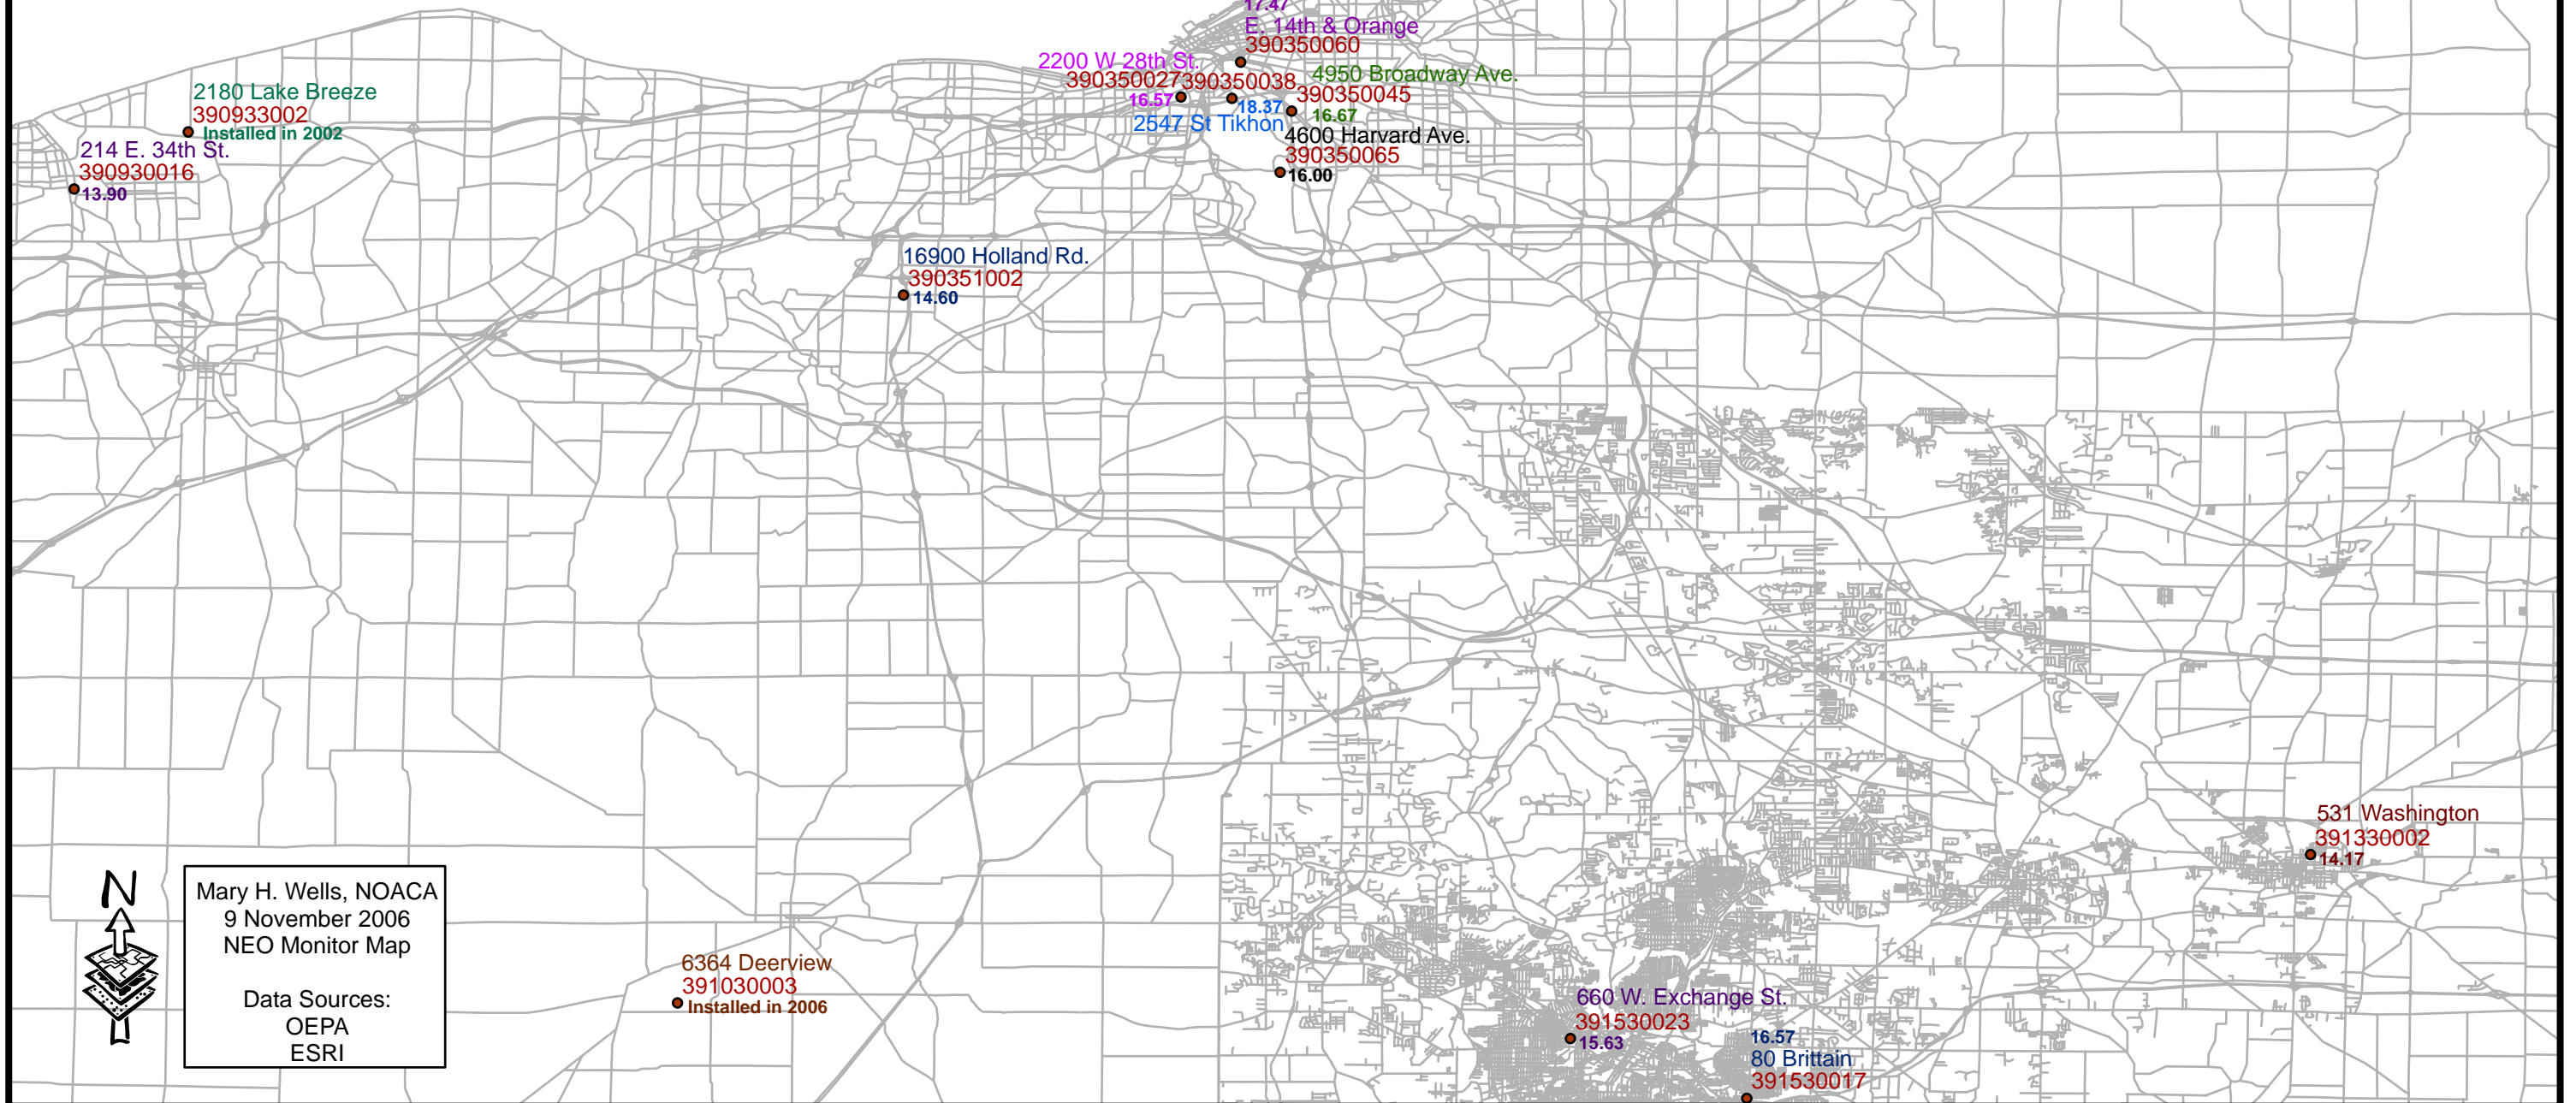 17.47
E. 14th & Orange
390350060
2200 W 28th St.
390350027
16.57
390350038
18.37
2547 St Tikhon
4950 Broadway Ave.
390350045
16.67
4600 Harvard Ave.
390350065
16.00
2180 Lake Breeze
390933002
Installed in 2002
214 E. 34th St.
390930016
13.90
16900 Holland Rd.
390351002
14.60
531 Washington
391330002
14.17
N
Mary H. Wells, NOACA
9 November 2006
NEO Monitor Map
Data Sources:
OEPA
ESRI
6364 Deerview
391030003
Installed in 2006
660 W. Exchange St.
391530023
15.63
16.57
80 Brittain
391530017